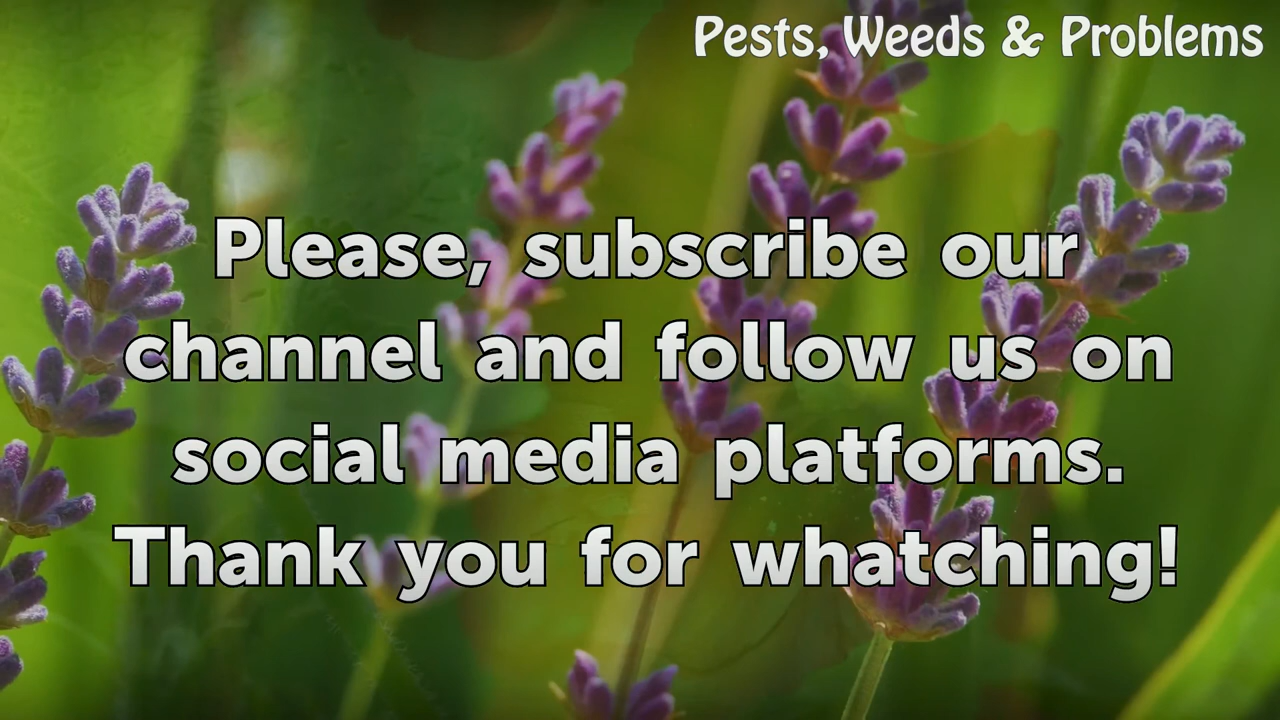 Pests, Weeds & Problems
Please, subscribe our
channel and follow us on
social media platforms.
Thank you for whatching!